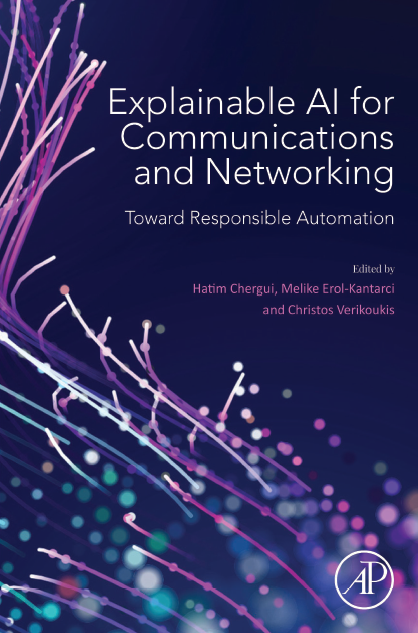 Explainable AI for
Communications
and Networking
Toward Responsible Automation
Edited by
Hatim Chergui, Melike Erol-Kantarci
and Christos Verikoukis
AP